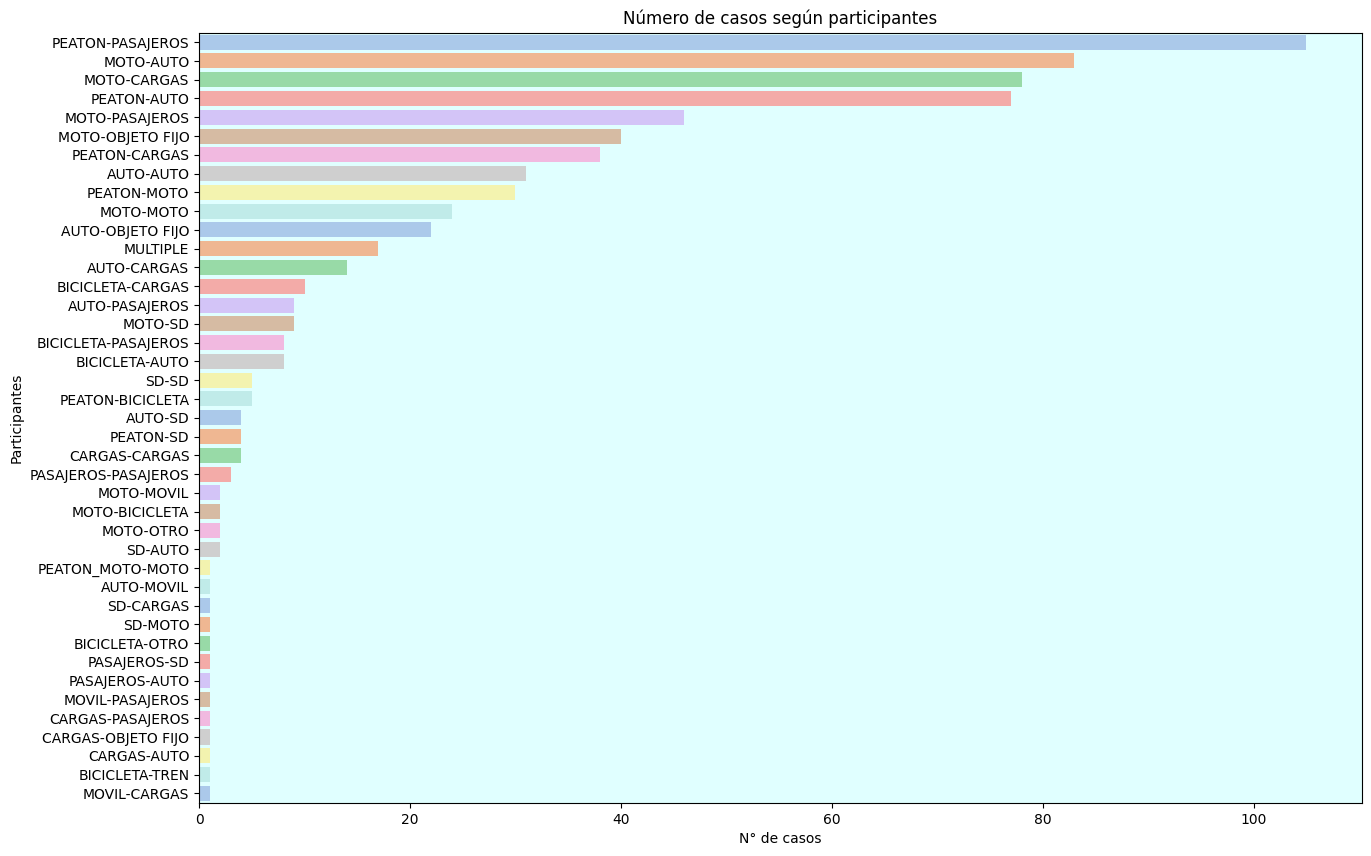 Número de casos según participantes
PEATON-PASAJEROS
MOTO-AUTO
MOTO-CARGAS
PEATON-AUTO
MOTO-PASAJEROS
MOTO-OBJETO FIJO
PEATON-CARGAS
AUTO-AUTO
PEATON-MOTO
MOTO-MOTO
AUTO-OBJETO FIJO
MULTIPLE
AUTO-CARGAS
BICICLETA-CARGAS
AUTO-PASAJEROS
MOTO-SD
BICICLETA-PASAJEROS
BICICLETA-AUTO
SD-SD
PEATON-BICICLETA
AUTO-SD
PEATON-SD
CARGAS-CARGAS
PASAJEROS-PASAJEROS
MOTO-MOVIL
MOTO-BICICLETA
MOTO-OTRO
SD-AUTO
PEATON_MOTO-MOTO
AUTO-MOVIL
SD-CARGAS
SD-MOTO
BICICLETA-OTRO
PASAJEROS-SD
PASAJEROS-AUTO
MOVIL-PASAJEROS
CARGAS-PASAJEROS
CARGAS-OBJETO FIJO
CARGAS-AUTO
BICICLETA-TREN
MOVIL-CARGAS
Participantes
0 20 40 60 80 100
N° de casos